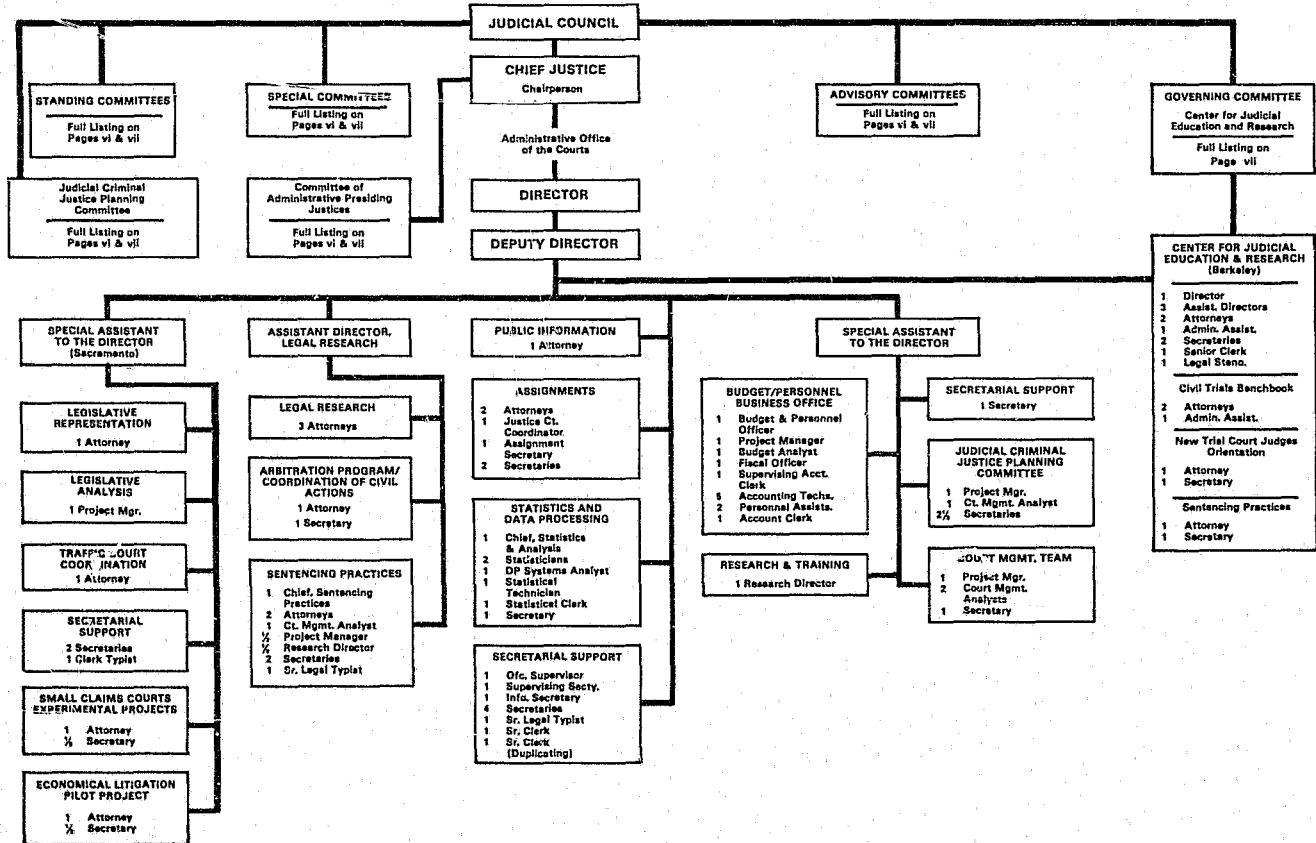 JUDICIAL COUNCIL
CHIEF JUSTICE
Chairperson
Administrative Office
of the Courts
DIRECTOR
DEPUTY DIRECTOR
STANDING COMMITTEES
Full Listing on
Pages vi & vii
SPECIAL COMMITTEES
Full Listing on
Pages vi & vii
ADVISORY COMMITTEES
Full Listing on
Pages vi & vii
GOVERNING COMMITTEE
Center for Judicial
Education and Research
Full Listing on
Page vii
Judicial Criminal
Justice Planning
Committee
Full Listing on
Pages vi & vii
Committee of
Administrative Presiding
Justices
Full Listing on
Pages vi & vii
CENTER FOR JUDICIAL
EDUCATION & RESEARCH
(Berkeley)
1 Director
3 Assist. Directors
2 Attorneys
1 Admin. Assist.
2 Secretaries
1 Senior Clerk
1 Legal Steno.
Civil Trials Benchbook
2 Attorneys
1 Admin. Assist.
New Trial Court Judges
Orientation
1 Attorney
1 Secretary
Sentencing Practices
1 Attorney
1 Secretary
SPECIAL ASSISTANT
TO THE DIRECTOR
(Sacramento)
LEGISLATIVE
REPRESENTATION
1 Attorney
LEGISLATIVE
ANALYSIS
1 Project Mgr.
TRAFFIC COURT
COORDINATION
1 Attorney
SECRETARIAL
SUPPORT
2 Secretaries
1 Clerk Typist
SMALL CLAIMS COURTS
EXPERIMENTAL PROJECTS
1 Attorney
½ Secretary
ECONOMICAL LITIGATION
PILOT PROJECT
1 Attorney
½ Secretary
ASSISTANT DIRECTOR,
LEGAL RESEARCH
LEGAL RESEARCH
3 Attorneys
ARBITRATION PROGRAM/
COORDINATION OF CIVIL
ACTIONS
1 Attorney
1 Secretary
SENTENCING PRACTICES
1 Chief, Sentencing
Practices
2 Attorneys
1 Ct. Mgmt. Analyst
½ Project Manager
½ Research Director
2 Secretaries
1 Sr. Legal Typist
PUBLIC INFORMATION
1 Attorney
ASSIGNMENTS
2 Attorneys
1 Justice Ct.
Coordinator
1 Assignment
Secretary
2 Secretaries
STATISTICS AND
DATA PROCESSING
1 Chief, Statistics
& Analysis
2 Statisticians
1 DP Systems Analyst
1 Statistical
Technician
1 Statistical Clerk
1 Secretary
SECRETARIAL SUPPORT
1 Ofc. Supervisor
1 Supervising Secty.
1 Info. Secretary
4 Secretaries
1 Sr. Legal Typist
1 Sr. Clerk
1 Sr. Clerk
(Duplicating)
SPECIAL ASSISTANT
TO THE DIRECTOR
BUDGET/PERSONNEL
BUSINESS OFFICE
1 Budget & Personnel
Officer
1 Project Manager
1 Budget Analyst
1 Fiscal Officer
1 Supervising Acct.
Clerk
5 Accounting Techs.
2 Personnel Assists.
1 Account Clerk
RESEARCH & TRAINING
1 Research Director
SECRETARIAL SUPPORT
1 Secretary
JUDICIAL CRIMINAL
JUSTICE PLANNING
COMMITTEE
1 Project Mgr.
1 Ct. Mgmt. Analyst
2½ Secretaries
COURT MGMT. TEAM
1 Project Mgr.
2 Court Mgmt.
Analysts
1 Secretary